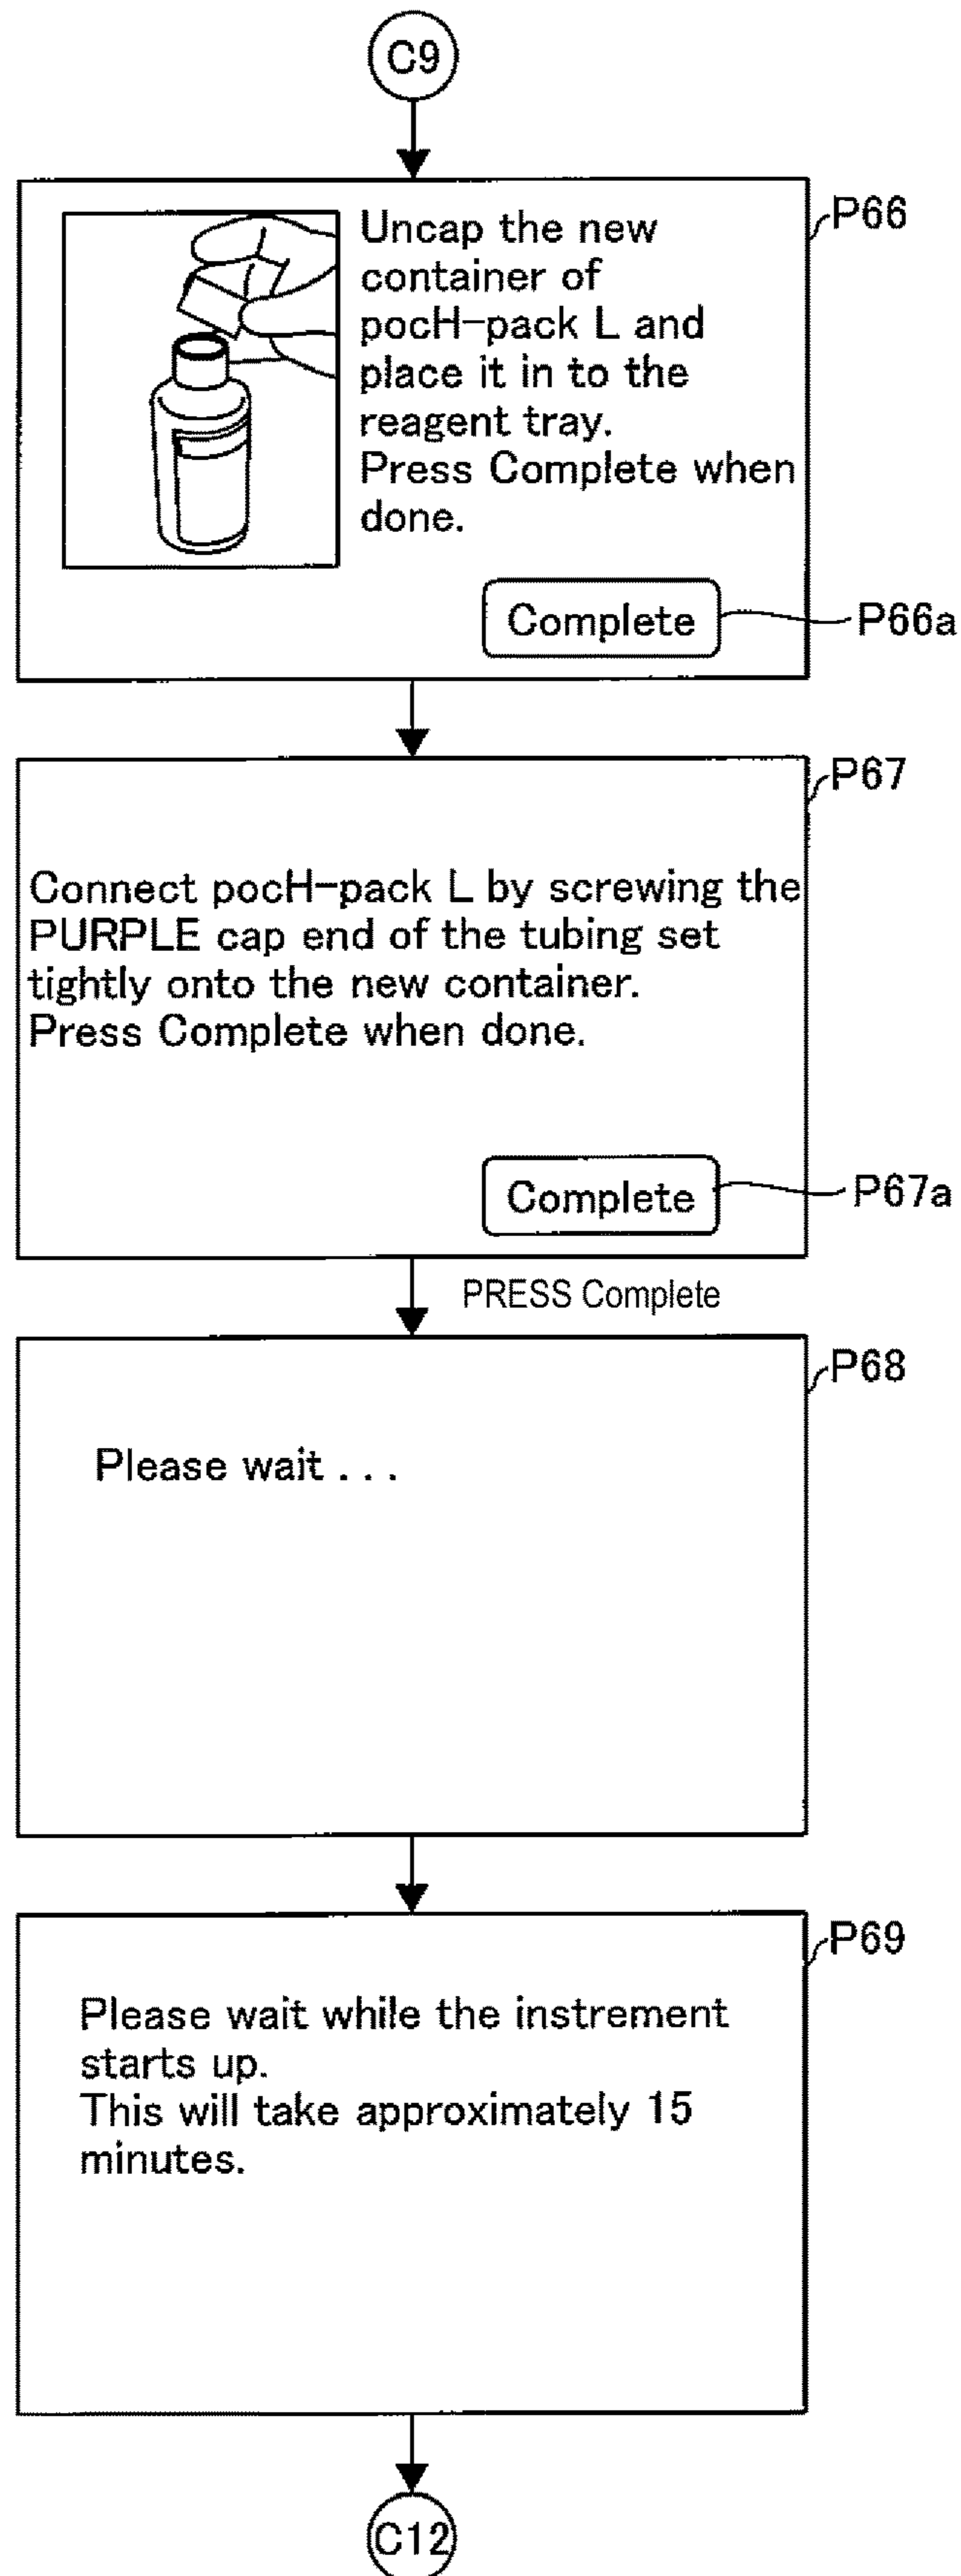 C9
P66
Uncap the new
container of
pocH-pack L and
place it in to the
reagent tray.
Press Complete when
done.
Complete
P66a
P67
Connect pocH-pack L by screwing the
PURPLE cap end of the tubing set
tightly onto the new container.
Press Complete when done.
Complete
P67a
PRESS Complete
P68
Please wait . . .
P69
Please wait while the instrement
starts up.
This will take approximately 15
minutes.
C12